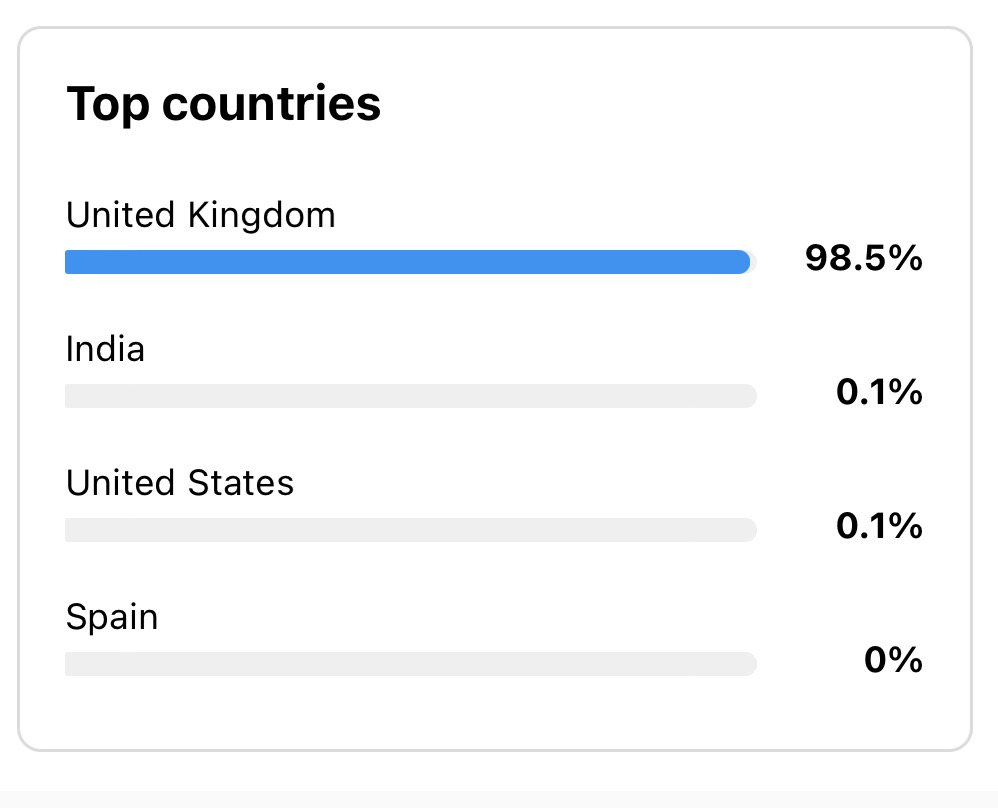 Top countries
United Kingdom
98.5%
India
0.1%
United States
0.1%
Spain
0%